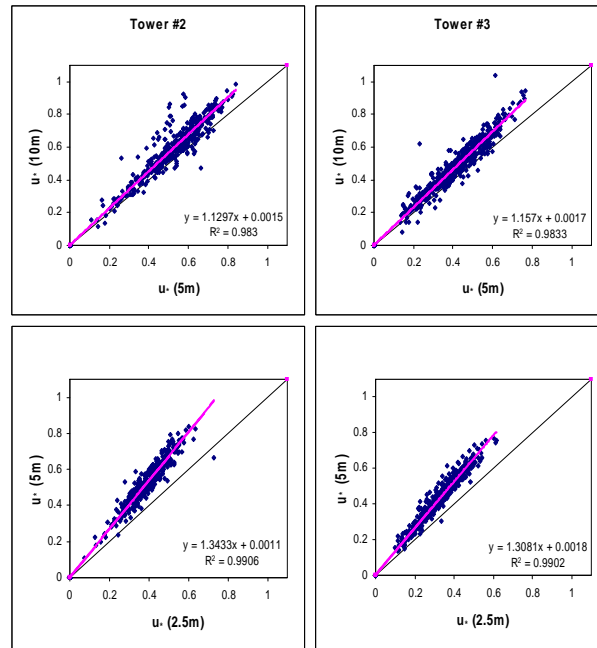 Tower #2
u* (10m)
1
0.8
0.6
0.4
0.2
0
0 0.2 0.4 0.6 0.8 1
y = 1.1297x + 0.0015
R² = 0.983
u* (5m)
Tower #3
u* (10m)
1
0.8
0.6
0.4
0.2
0
0 0.2 0.4 0.6 0.8 1
y = 1.157x + 0.0017
R² = 0.9833
u* (5m)
u* (5m)
1
0.8
0.6
0.4
0.2
0
0 0.2 0.4 0.6 0.8 1
y = 1.3433x + 0.0011
R² = 0.9906
u* (2.5m)
u* (5m)
1
0.8
0.6
0.4
0.2
0
0 0.2 0.4 0.6 0.8 1
y = 1.3081x + 0.0018
R² = 0.9902
u* (2.5m)